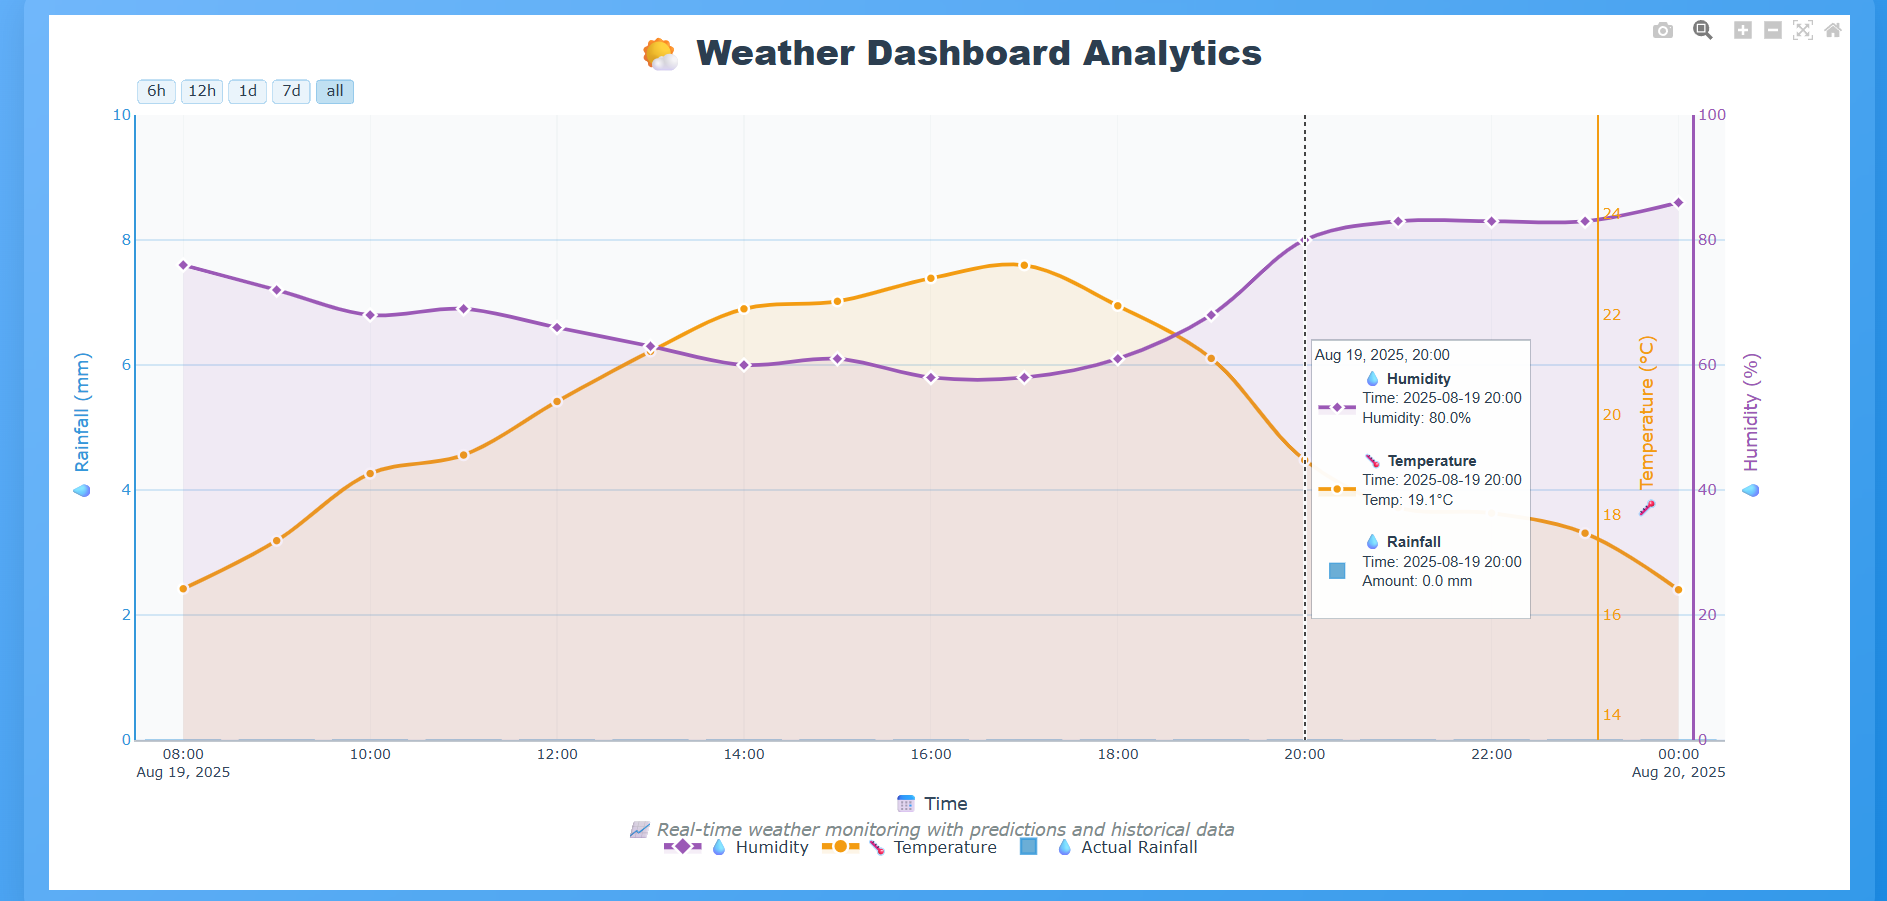 Weather Dashboard Analytics
6h 12h 1d 7d all
10
8
6
4
2
0
Rainfall (mm)
24
22
20
18
16
14
Temperature (°C)
100
80
60
40
20
0
Humidity (%)
Aug 19, 2025, 20:00
Humidity
Time: 2025-08-19 20:00
Humidity: 80.0%
Temperature
Time: 2025-08-19 20:00
Temp: 19.1°C
Rainfall
Time: 2025-08-19 20:00
Amount: 0.0 mm
08:00 10:00 12:00 14:00 16:00 18:00 20:00 22:00 00:00
Aug 19, 2025 Aug 20, 2025
Time
Real-time weather monitoring with predictions and historical data
Humidity Temperature Actual Rainfall